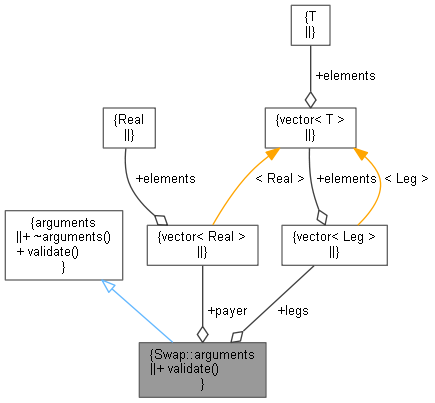 {T
||}
+elements
{Real
||}
{vector< T >
||}
+elements
< Real >
+elements
< Leg >
{arguments
||+ ~arguments()
+ validate()
}
{vector< Real >
||}
{vector< Leg >
||}
+payer
+legs
{Swap::arguments
||+ validate()
}